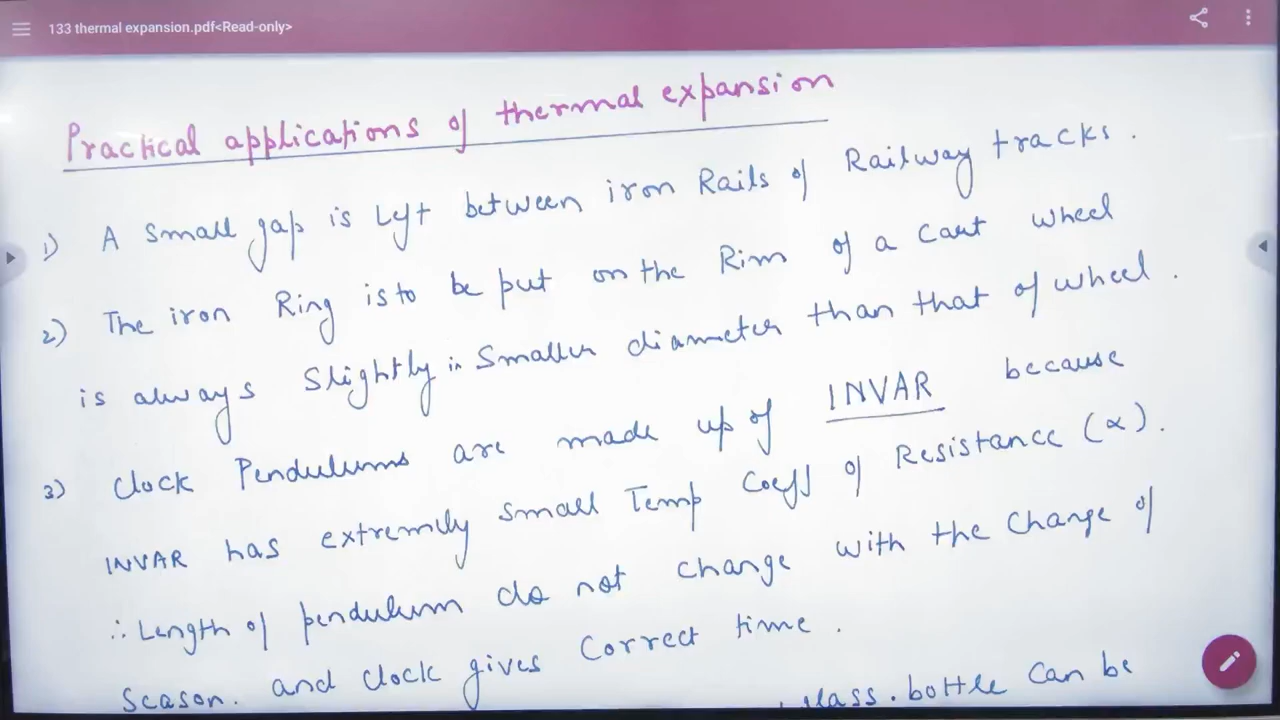 133 thermal expansion.pdf<Read-only>
Practical applications of thermal expansion
1) A small gap is Left between iron Rails of Railway tracks.
2) The iron Ring is to be put on the Rim of a cart wheel
is always Slightly in Smaller diameter than that of wheel.
3) Clock Pendulums are made up of INVAR because
INVAR has extremily small Temp Coeff of Resistance (α).
∴ Length of pendulum do not change with the Change of
Season. and Clock gives Correct time.
bottle Can be